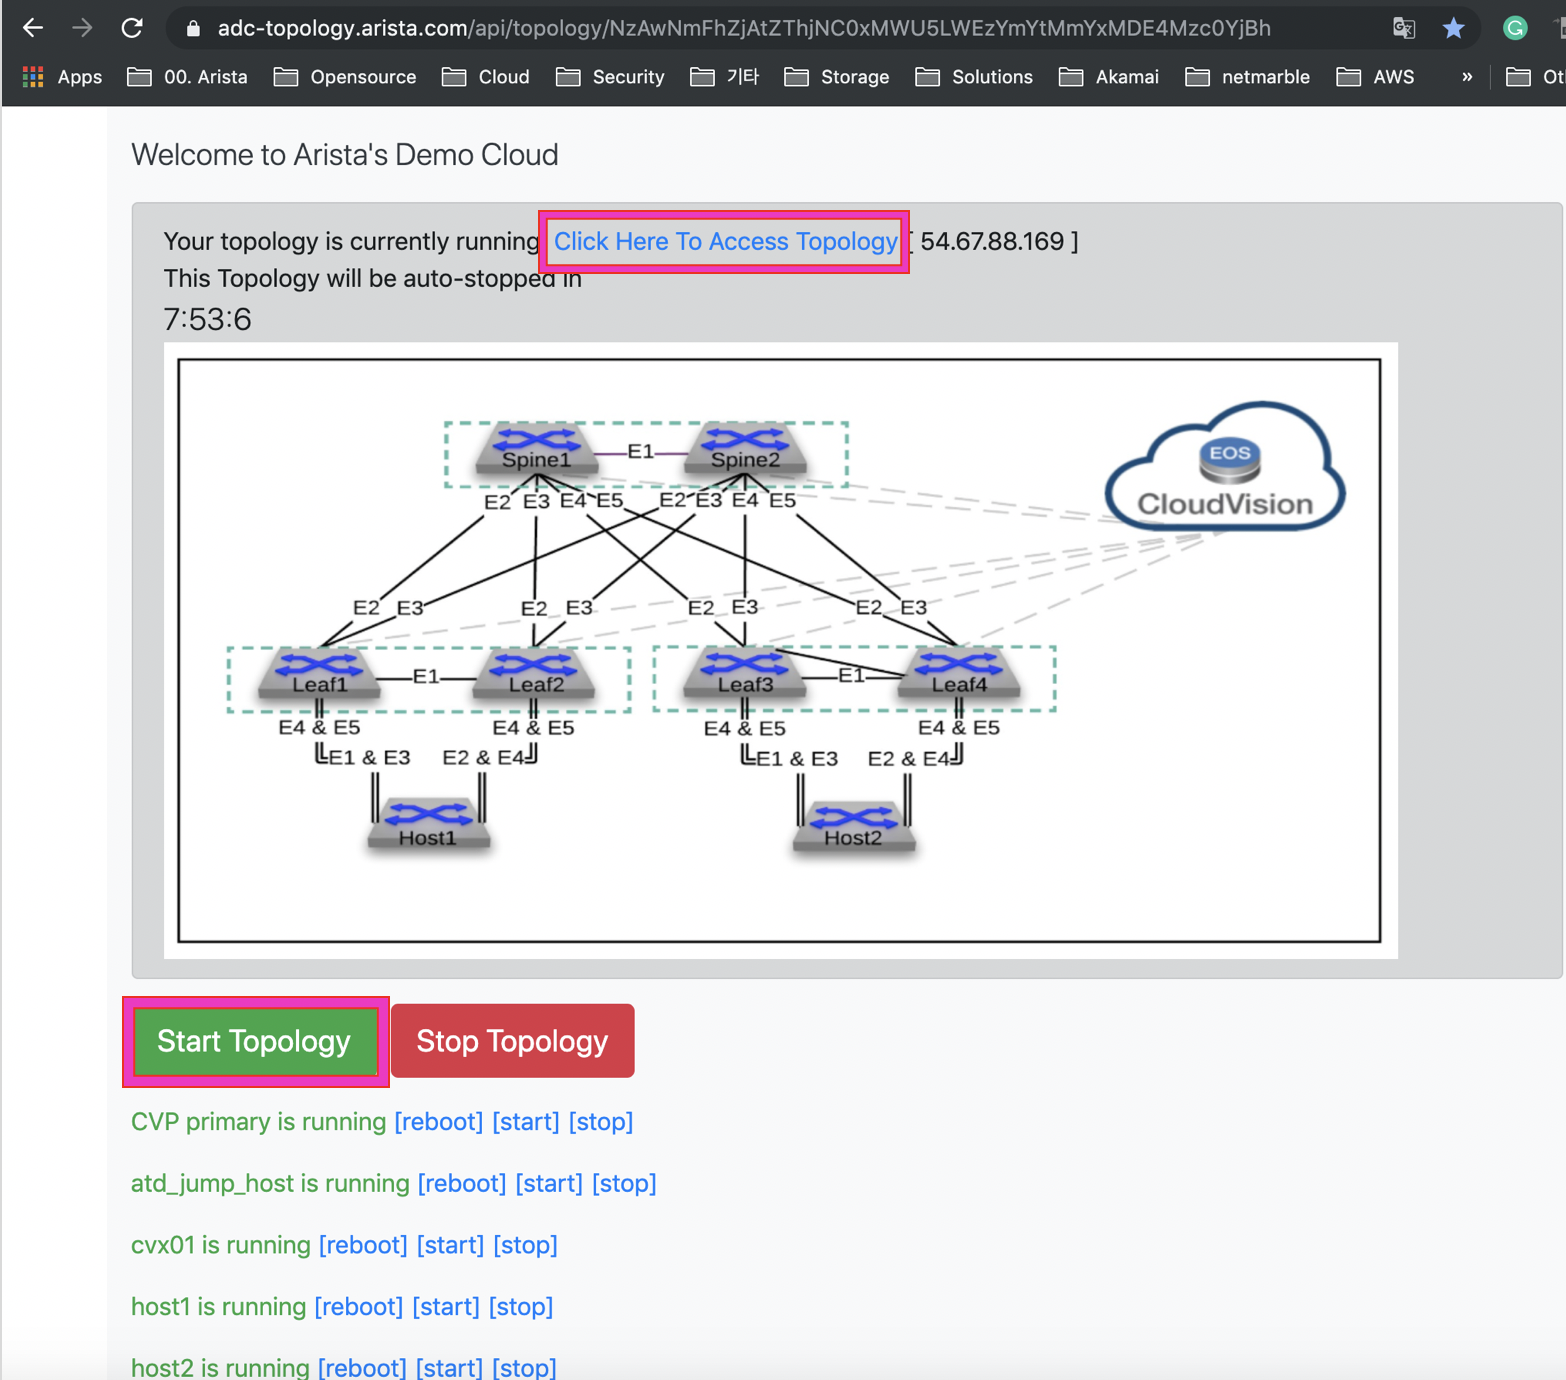 adc-topology.arista.com/api/topology/NzAwNmFhZjAtZThjNC0xMWU5LWEzYmYtMmYxMDE4Mzc0YjBh
Apps 00. Arista Opensource Cloud Security 기타 Storage Solutions Akamai netmarble AWS »
Welcome to Arista's Demo Cloud
Your topology is currently running Click Here To Access Topology [ 54.67.88.169 ]
This Topology will be auto-stopped in
7:53:6
Spine1 E1 Spine2
EOS
CloudVision
E2 E3 E4 E5 E2 E3 E4 E5
E2 E3 E2 E3 E2 E3 E2 E3
Leaf1 E1 Leaf2 Leaf3 E1 Leaf4
E4 & E5 E4 & E5 E4 & E5 E4 & E5
E1 & E3 E2 & E4 E1 & E3 E2 & E4
Host1 Host2
Start Topology Stop Topology
CVP primary is running [reboot] [start] [stop]
atd_jump_host is running [reboot] [start] [stop]
cvx01 is running [reboot] [start] [stop]
host1 is running [reboot] [start] [stop]
host2 is running [reboot] [start] [stop]